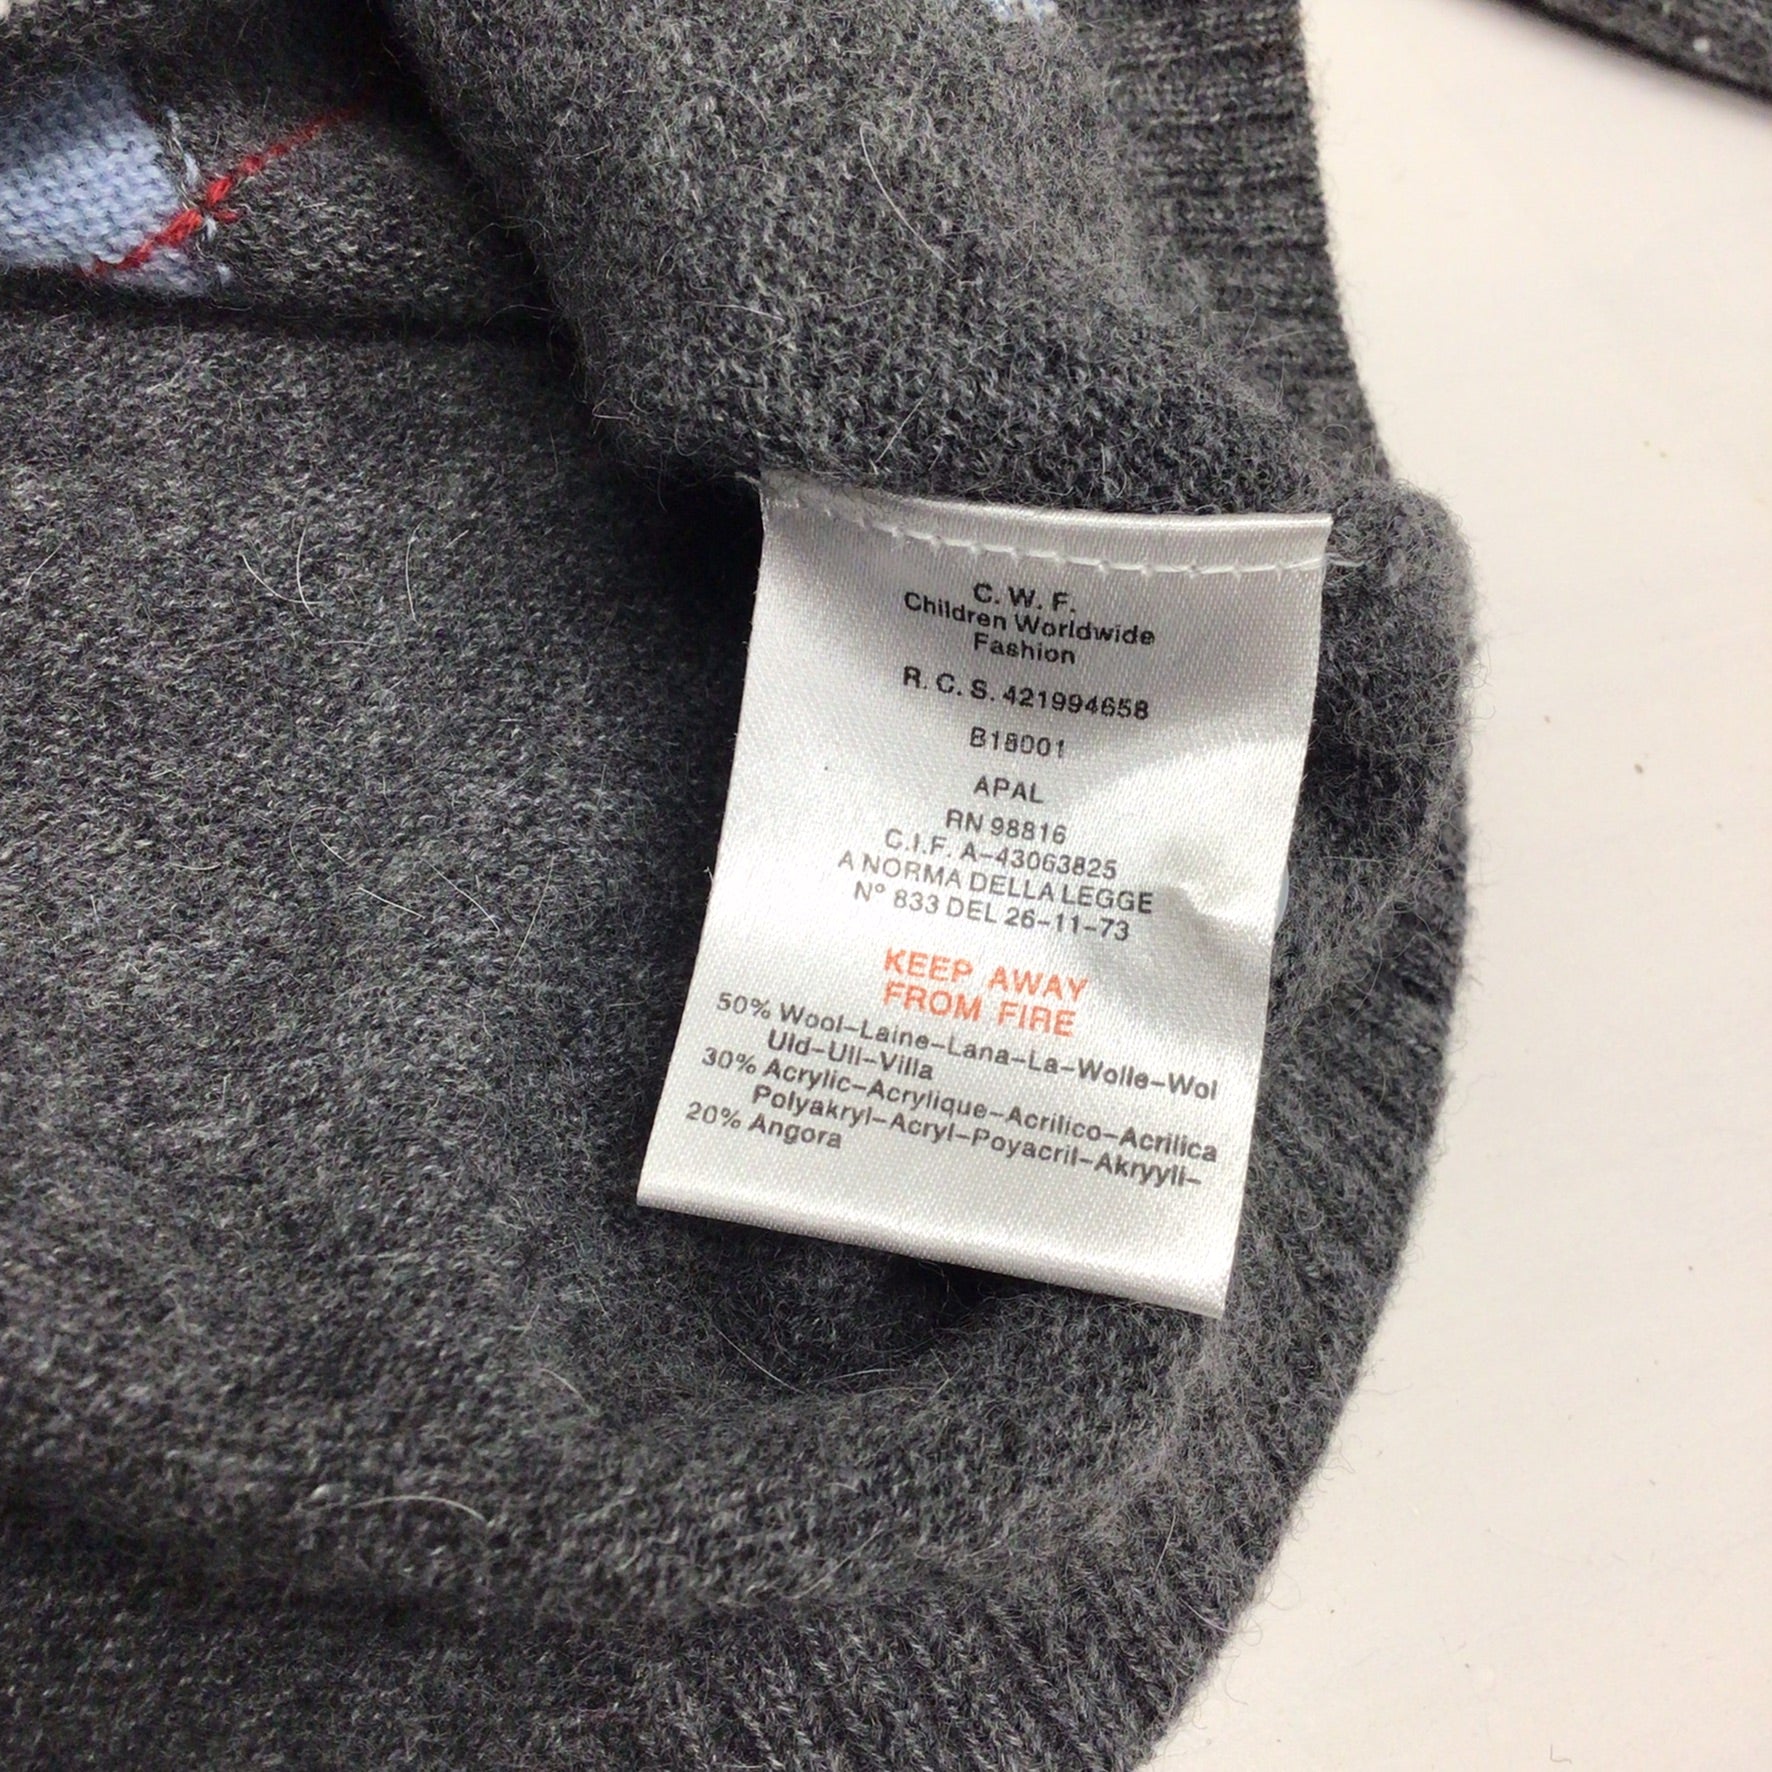 C. W. F.
Children Worldwide
Fashion
R. C. S. 421994658
B18001
APAL
RN 98816
C.I.F. A-43063825
A NORMA DELLA LEGGE
N° 833 DEL 26-11-73
KEEP AWAY
FROM FIRE
50% Wool-Laine-Lana-La-Wolle-Wol
Uld-Ull-Villa
30% Acrylic-Acrylique-Acrilico-Acrilica
Polyakryl-Acryl-Poyacril-Akryyli-
20% Angora